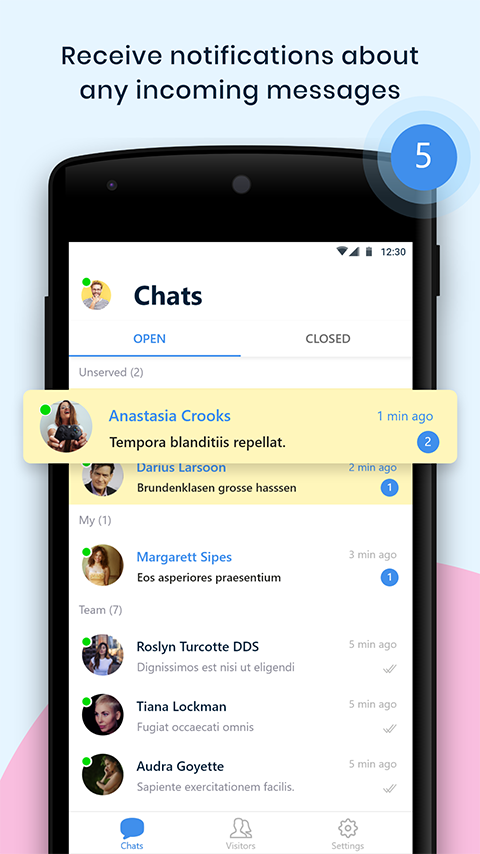 Receive notifications about
any incoming messages
5
12:30
Chats
OPEN
CLOSED
Unserved (2)
Anastasia Crooks
1 min ago
Tempora blanditiis repellat.
2
Darius Larsoon
2 min ago
Brundenklasen grosse hasssen
1
My (1)
Margarett Sipes
3 min ago
Eos asperiores praesentium
1
Team (7)
Roslyn Turcotte DDS
5 min ago
Dignissimos est nisi ut eligendi
Tiana Lockman
5 min ago
Fugiat occaecati omnis
Audra Goyette
5 min ago
Sapiente exercitationem facilis.
Chats
Visitors
Settings